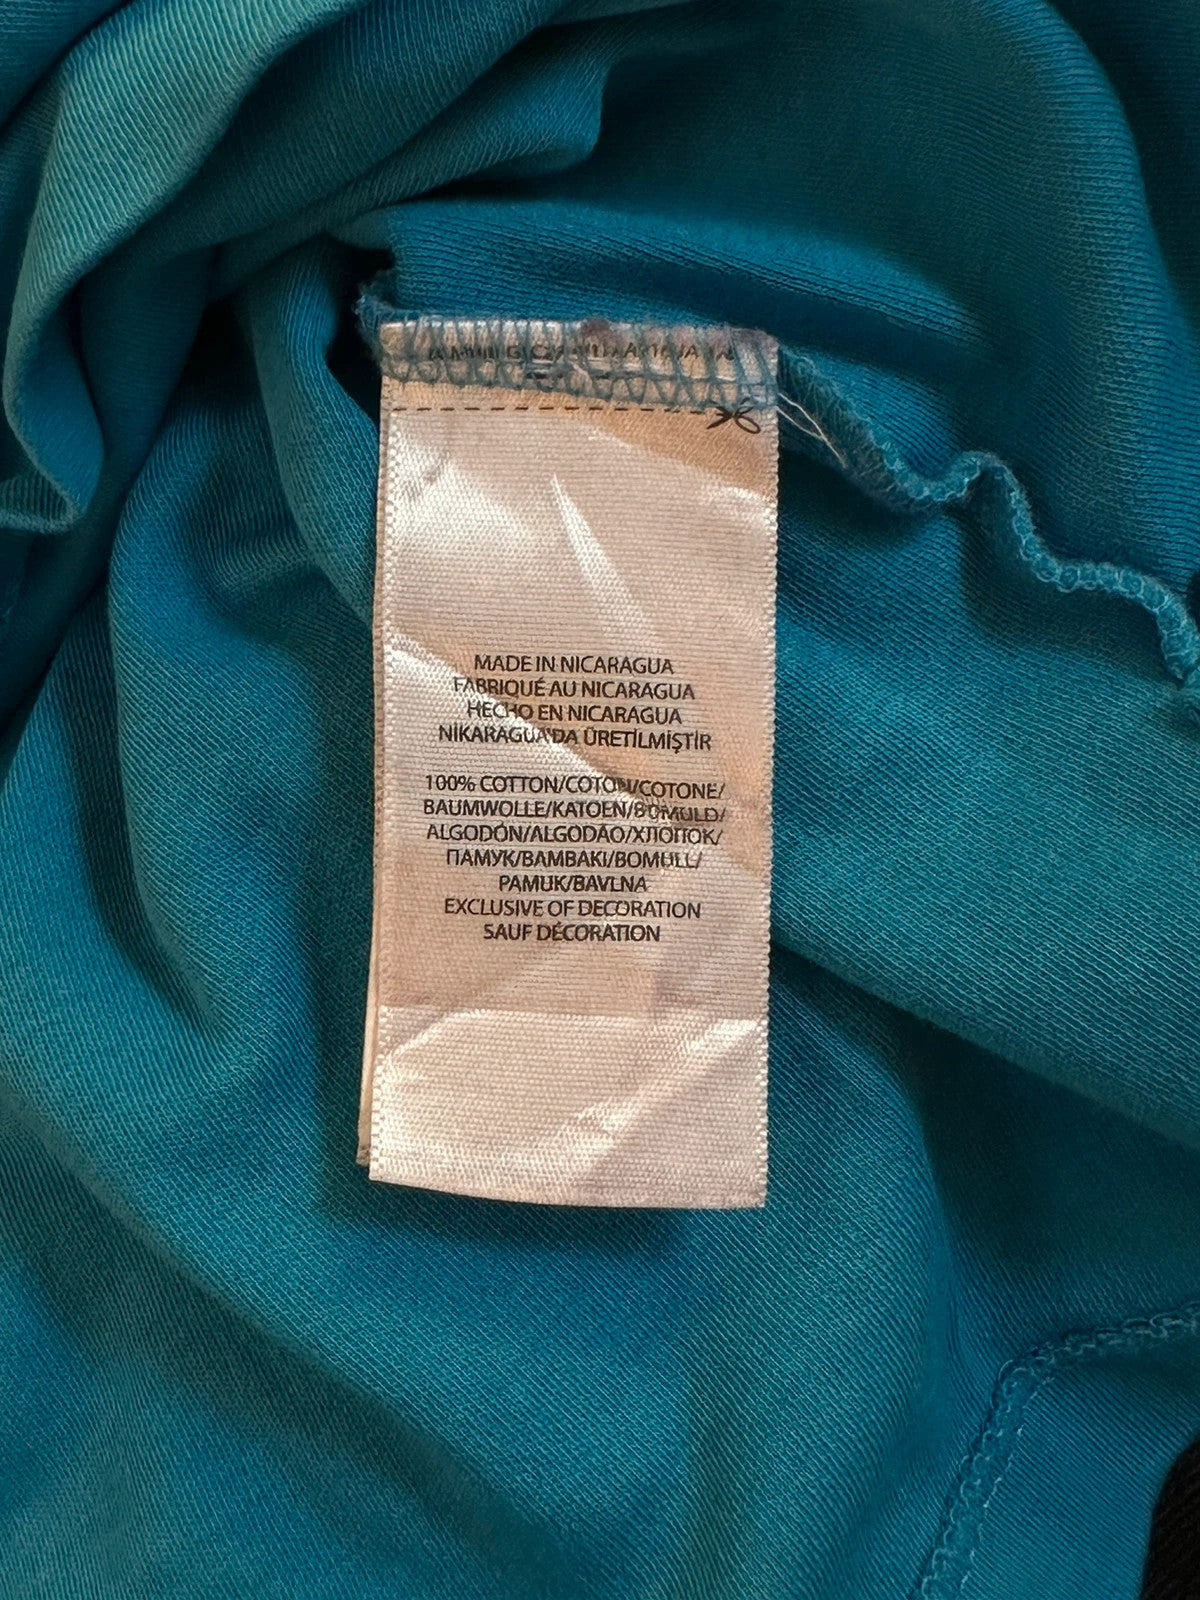 MADE IN NICARAGUA
FABRIQUÉ AU NICARAGUA
HECHO EN NICARAGUA
NİKARAGUA'DA ÜRETİLMİŞTİR
100% COTTON/COTON/COTONE/
BAUMWOLLE/KATOEN/BOMULD/
ALGODÓN/ALGODÃO/ХЛОПОК/
ПАМУК/BAMBAKI/BOMULL/
PAMUK/BAVLNA
EXCLUSIVE OF DECORATION
SAUF DÉCORATION